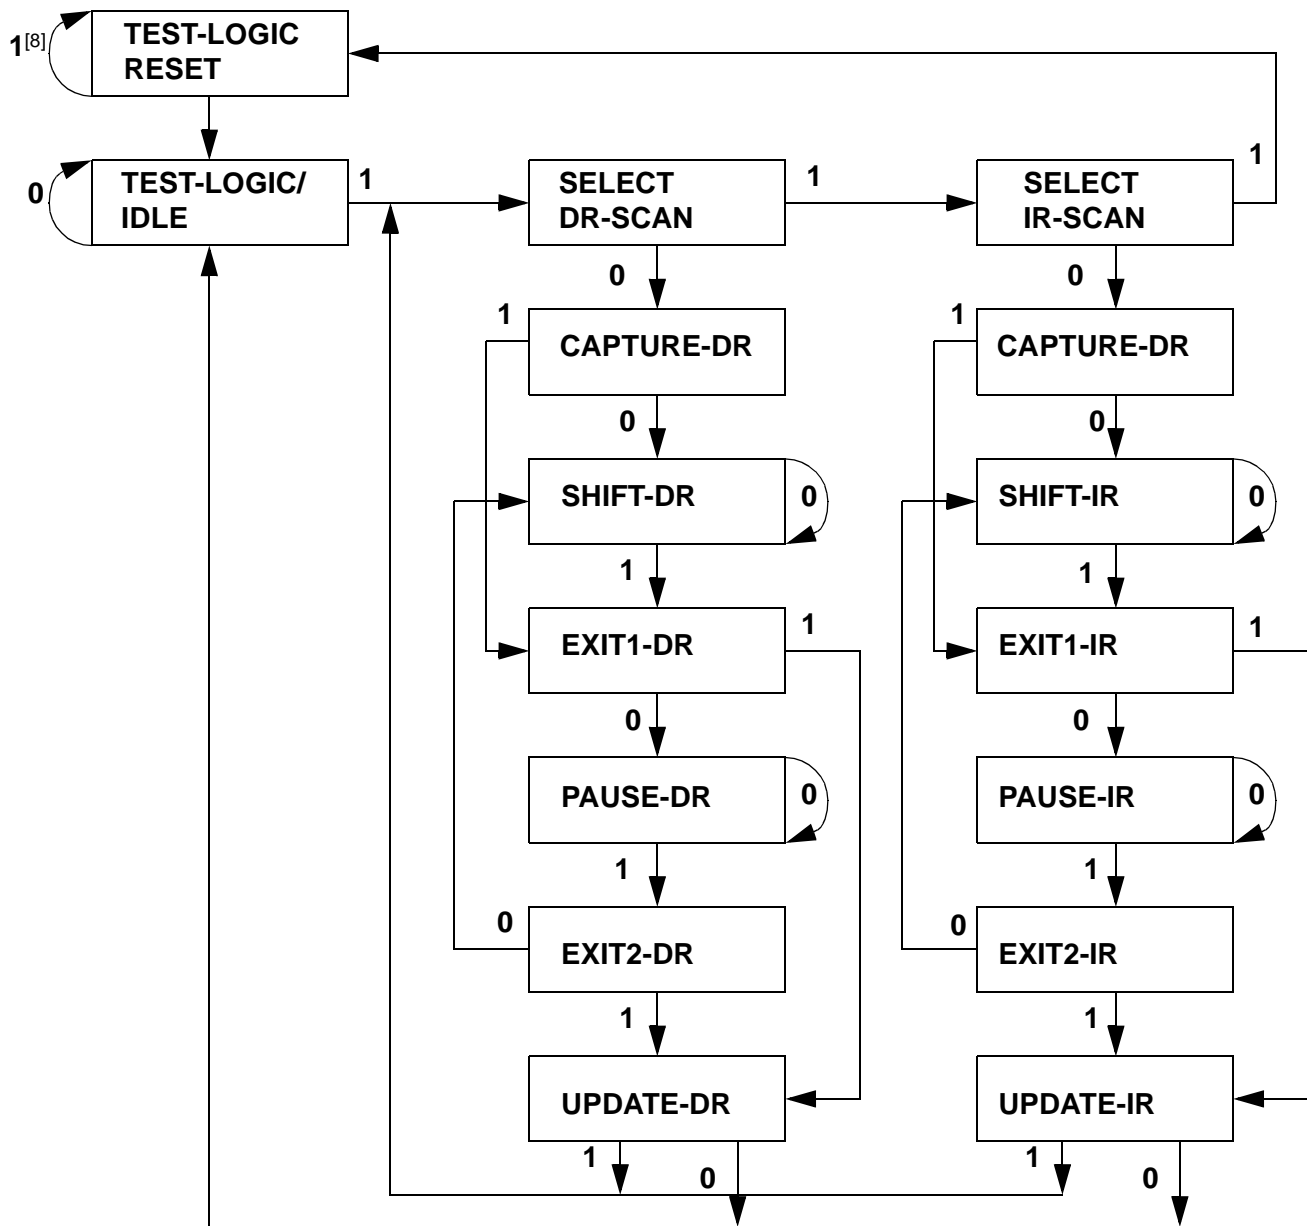 TEST-LOGIC
RESET
1[8]
TEST-LOGIC/
IDLE
0
1
SELECT
DR-SCAN
1
SELECT
IR-SCAN
1
0
0
1
CAPTURE-DR
1
CAPTURE-DR
0
0
SHIFT-DR
0
SHIFT-IR
0
1
1
EXIT1-DR
1
EXIT1-IR
1
0
0
PAUSE-DR
0
PAUSE-IR
0
1
1
0
EXIT2-DR
0
EXIT2-IR
1
1
UPDATE-DR
UPDATE-IR
1
0
1
0